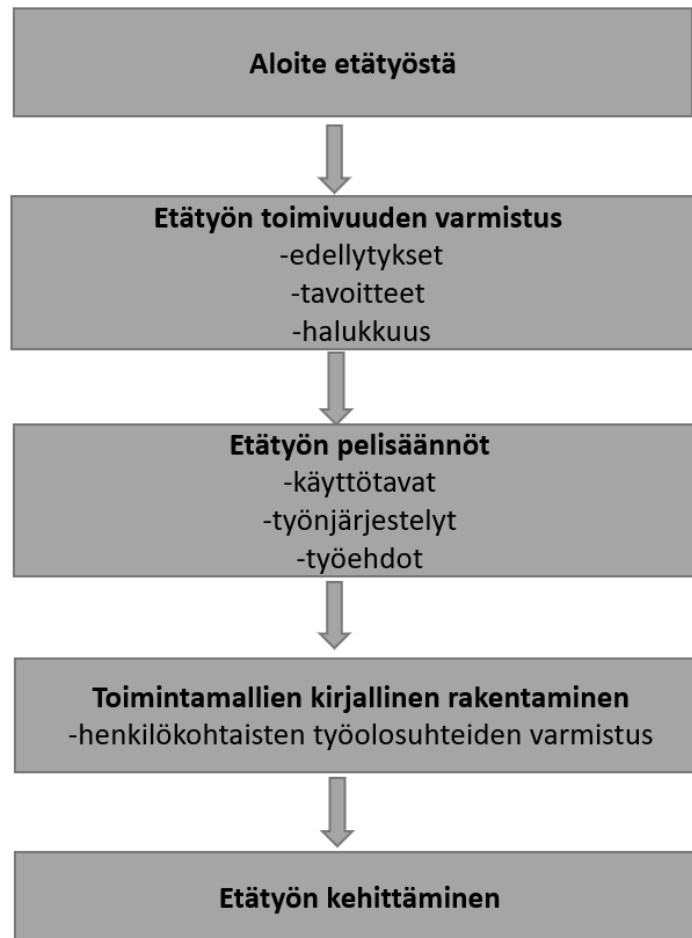 Aloite etätyöstä
Etätyön toimivuuden varmistus
-edellytykset
-tavoitteet
-halukkuus
Etätyön pelisäännöt
-käyttötavat
-työnjärjestelyt
-työehdot
Toimintamallien kirjallinen rakentaminen
-henkilökohtaisten työolosuhteiden varmistus
Etätyön kehittäminen